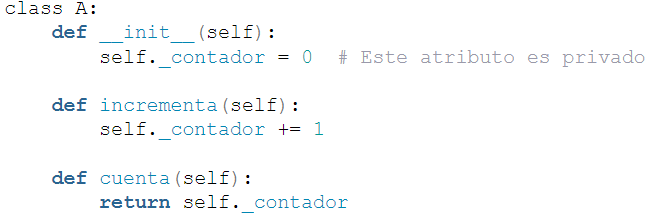 class A:
    def __init__(self):
        self._contador = 0  # Este atributo es privado
    def incrementa(self):
        self._contador += 1
    def cuenta(self):
        return self._contador